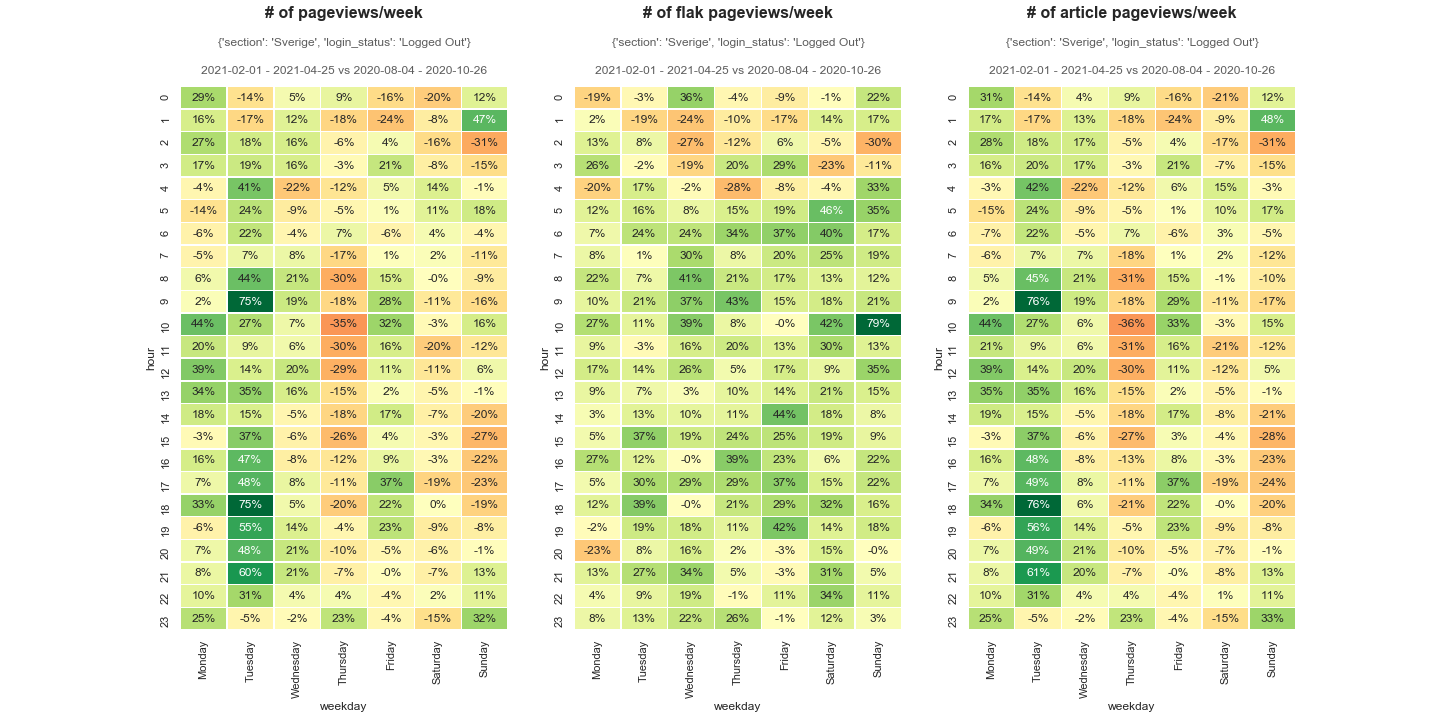 # of pageviews/week # of flak pageviews/week # of article pageviews/week
{'section': 'Sverige', 'login_status': 'Logged Out'} {'section': 'Sverige', 'login_status': 'Logged Out'} {'section': 'Sverige', 'login_status': 'Logged Out'}
2021-02-01 - 2021-04-25 vs 2020-08-04 - 2020-10-26 2021-02-01 - 2021-04-25 vs 2020-08-04 - 2020-10-26 2021-02-01 - 2021-04-25 vs 2020-08-04 - 2020-10-26
0 29% -14% 5% 9% -16% -20% 12% 0 -19% -3% 36% -4% -9% -1% 22% 0 31% -14% 4% 9% -16% -21% 12%
1 16% -17% 12% -18% -24% -8% 47% 1 2% -19% -24% -10% -17% 14% 17% 1 17% -17% 13% -18% -24% -9% 48%
2 27% 18% 16% -6% 4% -16% -31% 2 13% 8% -27% -12% 6% -5% -30% 2 28% 18% 17% -5% 4% -17% -31%
3 17% 19% 16% -3% 21% -8% -15% 3 26% -2% -19% 20% 29% -23% -11% 3 16% 20% 17% -3% 21% -7% -15%
4 -4% 41% -22% -12% 5% 14% -1% 4 -20% 17% -2% -28% -8% -4% 33% 4 -3% 42% -22% -12% 6% 15% -3%
5 -14% 24% -9% -5% 1% 11% 18% 5 12% 16% 8% 15% 19% 46% 35% 5 -15% 24% -9% -5% 1% 10% 17%
6 -6% 22% -4% 7% -6% 4% -4% 6 7% 24% 24% 34% 37% 40% 17% 6 -7% 22% -5% 7% -6% 3% -5%
7 -5% 7% 8% -17% 1% 2% -11% 7 8% 1% 30% 8% 20% 25% 19% 7 -6% 7% 7% -18% 1% 2% -12%
8 6% 44% 21% -30% 15% -0% -9% 8 22% 7% 41% 21% 17% 13% 12% 8 5% 45% 21% -31% 15% -1% -10%
9 2% 75% 19% -18% 28% -11% -16% 9 10% 21% 37% 43% 15% 18% 21% 9 2% 76% 19% -18% 29% -11% -17%
10 44% 27% 7% -35% 32% -3% 16% 10 27% 11% 39% 8% -0% 42% 79% 10 44% 27% 6% -36% 33% -3% 15%
11 20% 9% 6% -30% 16% -20% -12% 11 9% -3% 16% 20% 13% 30% 13% 11 21% 9% 6% -31% 16% -21% -12%
hour hour hour
12 39% 14% 20% -29% 11% -11% 6% 12 17% 14% 26% 5% 17% 9% 35% 12 39% 14% 20% -30% 11% -12% 5%
13 34% 35% 16% -15% 2% -5% -1% 13 9% 7% 3% 10% 14% 21% 15% 13 35% 35% 16% -15% 2% -5% -1%
14 18% 15% -5% -18% 17% -7% -20% 14 3% 13% 10% 11% 44% 18% 8% 14 19% 15% -5% -18% 17% -8% -21%
15 -3% 37% -6% -26% 4% -3% -27% 15 5% 37% 19% 24% 25% 19% 9% 15 -3% 37% -6% -27% 3% -4% -28%
16 16% 47% -8% -12% 9% -3% -22% 16 27% 12% -0% 39% 23% 6% 22% 16 16% 48% -8% -13% 8% -3% -23%
17 7% 48% 8% -11% 37% -19% -23% 17 5% 30% 29% 29% 37% 15% 22% 17 7% 49% 8% -11% 37% -19% -24%
18 33% 75% 5% -20% 22% 0% -19% 18 12% 39% -0% 21% 29% 32% 16% 18 34% 76% 6% -21% 22% -0% -20%
19 -6% 55% 14% -4% 23% -9% -8% 19 -2% 19% 18% 11% 42% 14% 18% 19 -6% 56% 14% -5% 23% -9% -8%
20 7% 48% 21% -10% -5% -6% -1% 20 -23% 8% 16% 2% -3% 15% -0% 20 7% 49% 21% -10% -5% -7% -1%
21 8% 60% 21% -7% -0% -7% 13% 21 13% 27% 34% 5% -3% 31% 5% 21 8% 61% 20% -7% -0% -8% 13%
22 10% 31% 4% 4% -4% 2% 11% 22 4% 9% 19% -1% 11% 34% 11% 22 10% 31% 4% 4% -4% 1% 11%
23 25% -5% -2% 23% -4% -15% 32% 23 8% 13% 22% 26% -1% 12% 3% 23 25% -5% -2% 23% -4% -15% 33%
Monday Tuesday Wednesday Thursday Friday Saturday Sunday Monday Tuesday Wednesday Thursday Friday Saturday Sunday Monday Tuesday Wednesday Thursday Friday Saturday Sunday
weekday weekday weekday